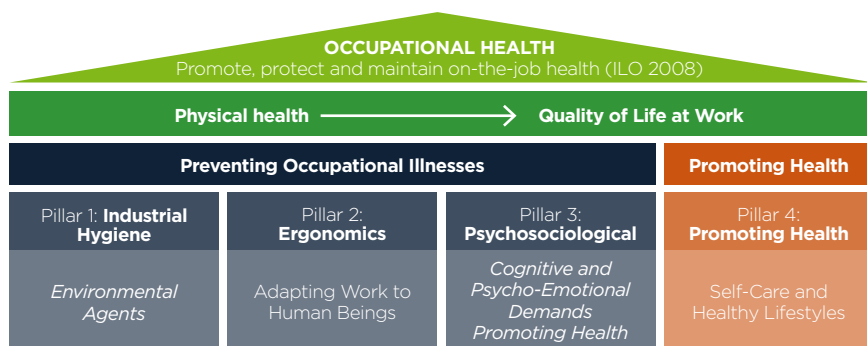 OCCUPATIONAL HEALTH
Promote, protect and maintain on-the-job health (ILO 2008)
Physical health
Quality of Life at Work
Preventing Occupational Illnesses
Promoting Health
Pillar 1: Industrial
Hygiene
Environmental
Agents
Pillar 2:
Ergonomics
Adapting Work to
Human Beings
Pillar 3:
Psychosociological
Cognitive and
Psycho-Emotional
Demands
Promoting Health
Pillar 4:
Promoting Health
Self-Care and
Healthy Lifestyles